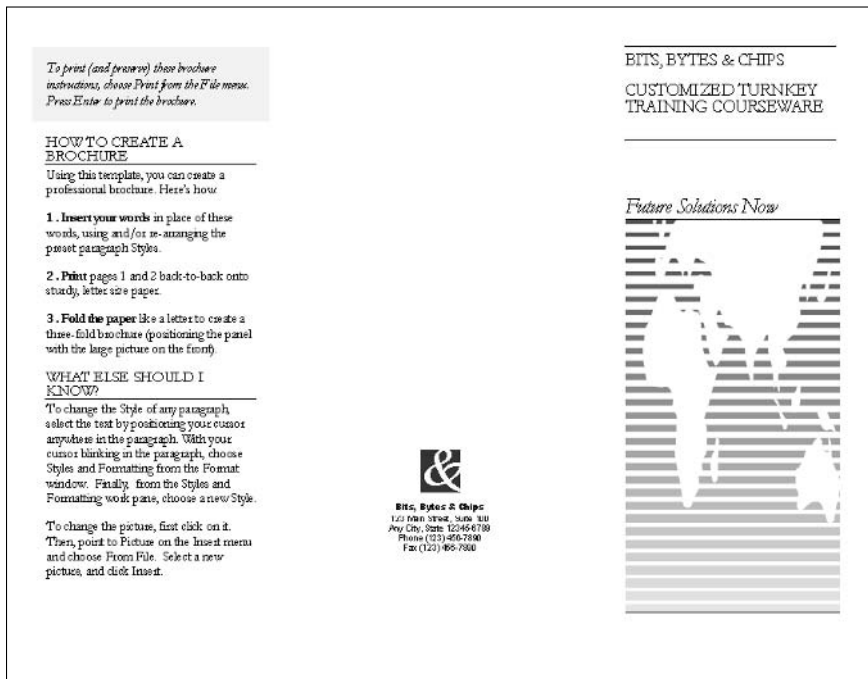 To print (and preserve) these brochure
instructions, choose Print from the File menu.
Press Enter to print the brochure.
HOW TO CREATE A
BROCHURE
Using this template, you can create a
professional brochure. Here's how.
1. Insert your words in place of these
words, using and/or re-arranging the
preset paragraph Styles.
2. Print pages 1 and 2 back-to-back onto
sturdy, letter size paper.
3. Fold the paper like a letter to create a
three-fold brochure (positioning the panel
with the large picture on the front).
WHAT ELSE SHOULD I
KNOW?
To change the Style of any paragraph,
select the text by positioning your cursor
anywhere in the paragraph. With your
cursor blinking in the paragraph, choose
Styles and Formatting from the Format
window. Finally, from the Styles and
Formatting work pane, choose a new Style.
To change the picture, first click on it.
Then, point to Picture on the Insert menu
and choose From File. Select a new
picture, and click Insert.
&
Bits, Bytes & Chips
123 Main Street, Suite 100
Any City, State 12345-6789
Phone (123) 456-7890
Fax (123) 456-7890
BITS, BYTES & CHIPS
CUSTOMIZED TURNKEY
TRAINING COURSEWARE
Future Solutions Now